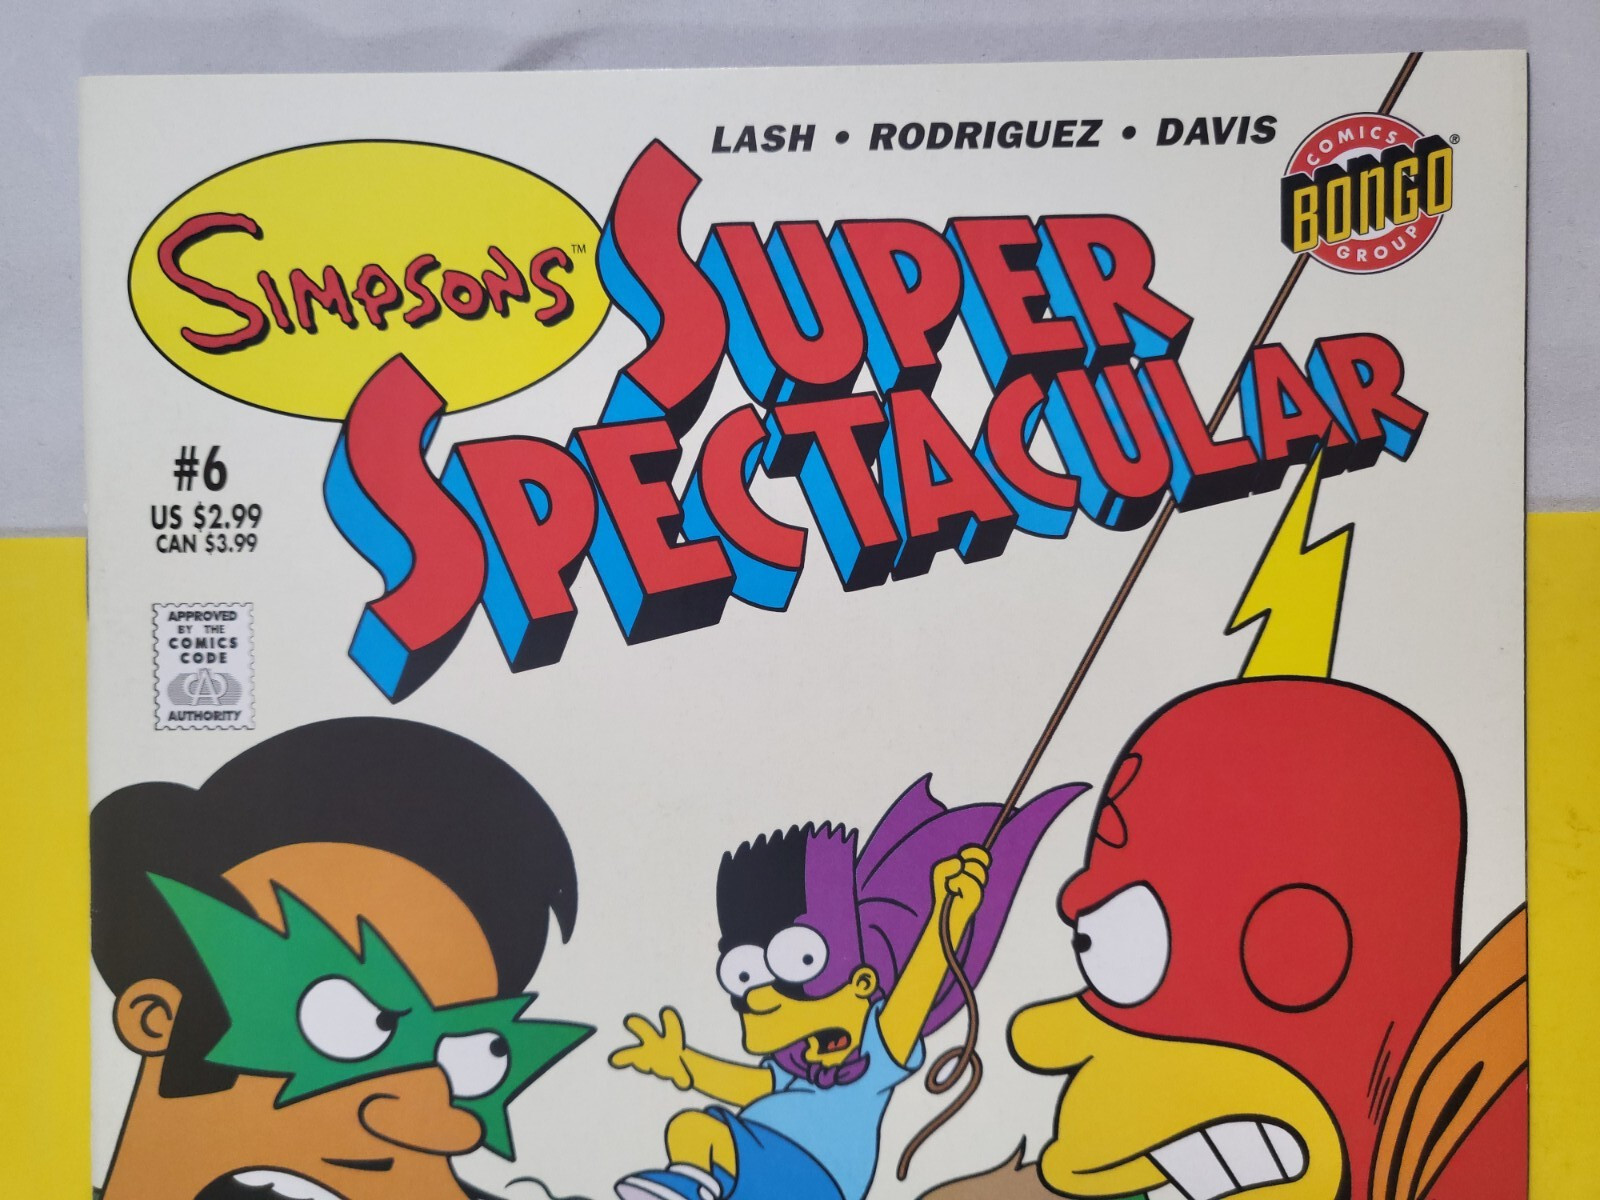 LASH • RODRIGUEZ • DAVIS
COMICS
BONGO®
GROUP
SIMPSONS™
SUPER
SPECTACULAR
#6
US $2.99
CAN $3.99
APPROVED
BY THE
COMICS
CODE
CA
AUTHORITY